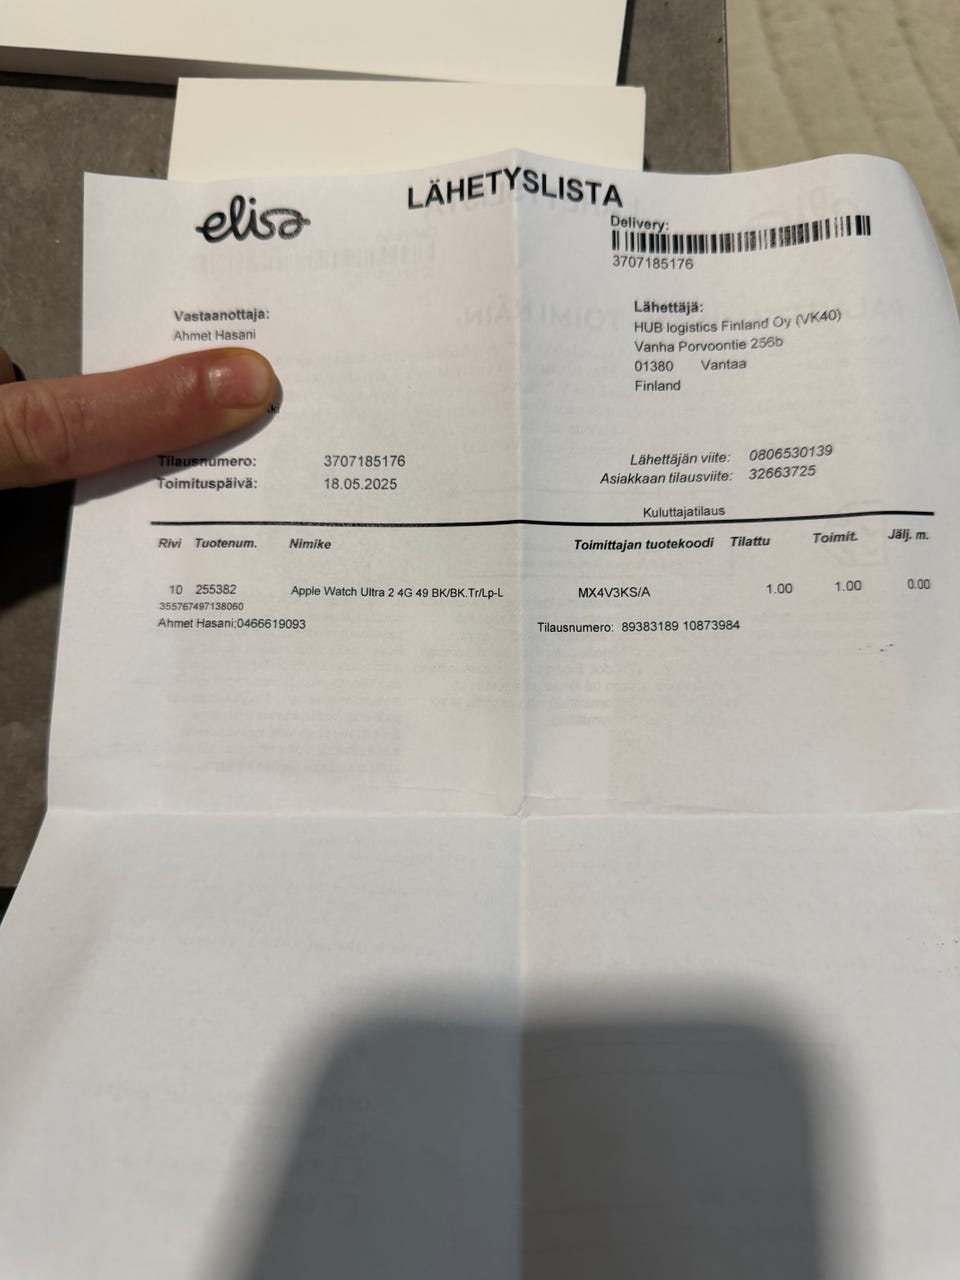 elisa
LÄHETYSLISTA
Delivery:
3707185176
Vastaanottaja:
Ahmet Hasani
Lähettäjä:
HUB logistics Finland Oy (VK40)
Vanha Porvoontie 256b
01380 Vantaa
Finland
Tilausnumero: 3707185176
Toimituspäivä: 18.05.2025
Lähettäjän viite: 0806530139
Asiakkaan tilausviite: 32663725
Kuluttajatilaus
Rivi Tuotenum. Nimike Toimittajan tuotekoodi Tilattu Toimit. Jälj. m.
10 255382 Apple Watch Ultra 2 4G 49 BK/BK.Tr/Lp-L MX4V3KS/A 1.00 1.00 0.00
355767497138060
Ahmet Hasani;0466619093 Tilausnumero: 89383189 10873984